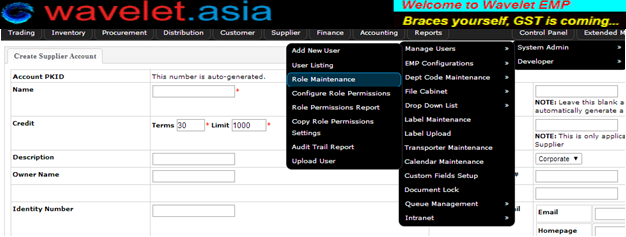 wavelet.asia
Welcome to Wavelet EMP
Braces yourself, GST is coming...
Trading Inventory Procurement Distribution Customer Supplier Finance Accounting Reports Control Panel Extended M
Create Supplier Account
Account PKID This number is auto-generated.
Name *
Credit Terms 30 * Limit 1000 *
Description
Owner Name
Identity Number
Add New User
User Listing
Role Maintenance
Configure Role Permissions
Role Permissions Report
Copy Role Permissions
Settings
Audit Trail Report
Upload User
Manage Users »
EMP Configurations »
Dept Code Maintenance »
File Cabinet »
Drop Down List »
Label Maintenance
Label Upload
Transporter Maintenance
Calendar Maintenance
Custom Fields Setup
Document Lock
Queue Management »
Intranet »
System Admin »
Developer »
NOTE: Leave this blank a
automatically generate a
NOTE: This is only applic
Supplier
Corporate
Email
Homepage